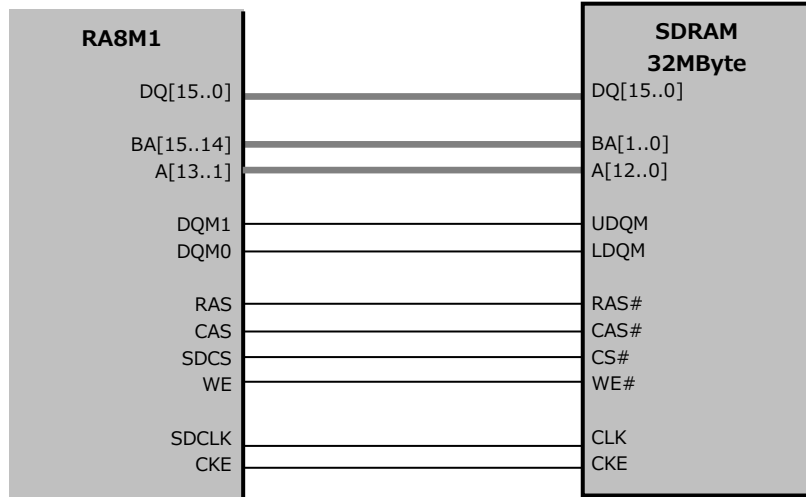 RA8M1
DQ[15..0]
BA[15..14]
A[13..1]
DQM1
DQM0
RAS
CAS
SDCS
WE
SDCLK
CKE
SDRAM
32MByte
DQ[15..0]
BA[1..0]
A[12..0]
UDQM
LDQM
RAS#
CAS#
CS#
WE#
CLK
CKE